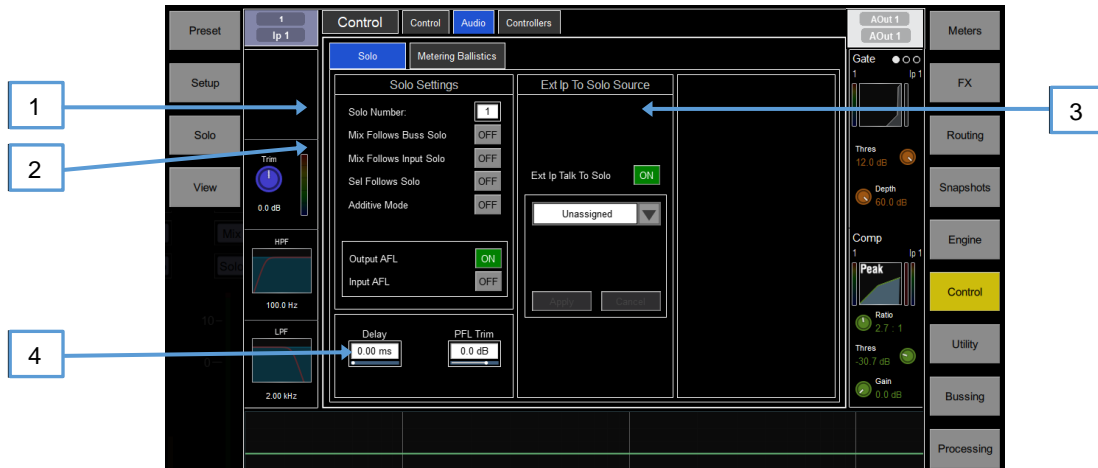 Preset
Setup
Solo
View
1
Ip 1
Control
Control
Audio
Controllers
Solo
Metering Ballistics
Solo Settings
Solo Number:
1
Mix Follows Buss Solo
OFF
Mix Follows Input Solo
OFF
Sel Follows Solo
OFF
Additive Mode
OFF
Output AFL
ON
Input AFL
OFF
Delay
0.00 ms
PFL Trim
0.0 dB
Ext Ip To Solo Source
Ext Ip Talk To Solo
ON
Unassigned
Apply
Cancel
Trim
0.0 dB
HPF
100.0 Hz
LPF
2.00 kHz
Mix
Solo
10
0
AOut 1
AOut 1
Gate
1
Ip 1
Thres
12.0 dB
Depth
60.0 dB
Comp
1
Ip 1
Peak
Ratio
2.7 : 1
Thres
-30.7 dB
Gain
0.0 dB
Meters
FX
Routing
Snapshots
Engine
Control
Utility
Bussing
Processing
1
2
3
4